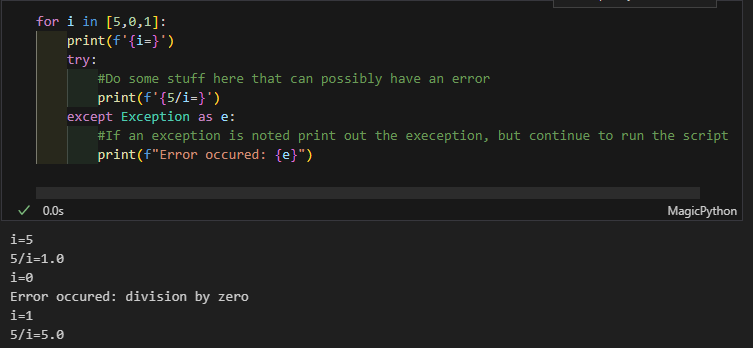 for i in [5,0,1]:
    print(f'{i=}')
    try:
        #Do some stuff here that can possibly have an error
        print(f'{5/i=}')
    except Exception as e:
        #If an exception is noted print out the exeception, but continue to run the script
        print(f"Error occured: {e}")
✓ 0.0s
MagicPython
i=5
5/i=1.0
i=0
Error occured: division by zero
i=1
5/i=5.0